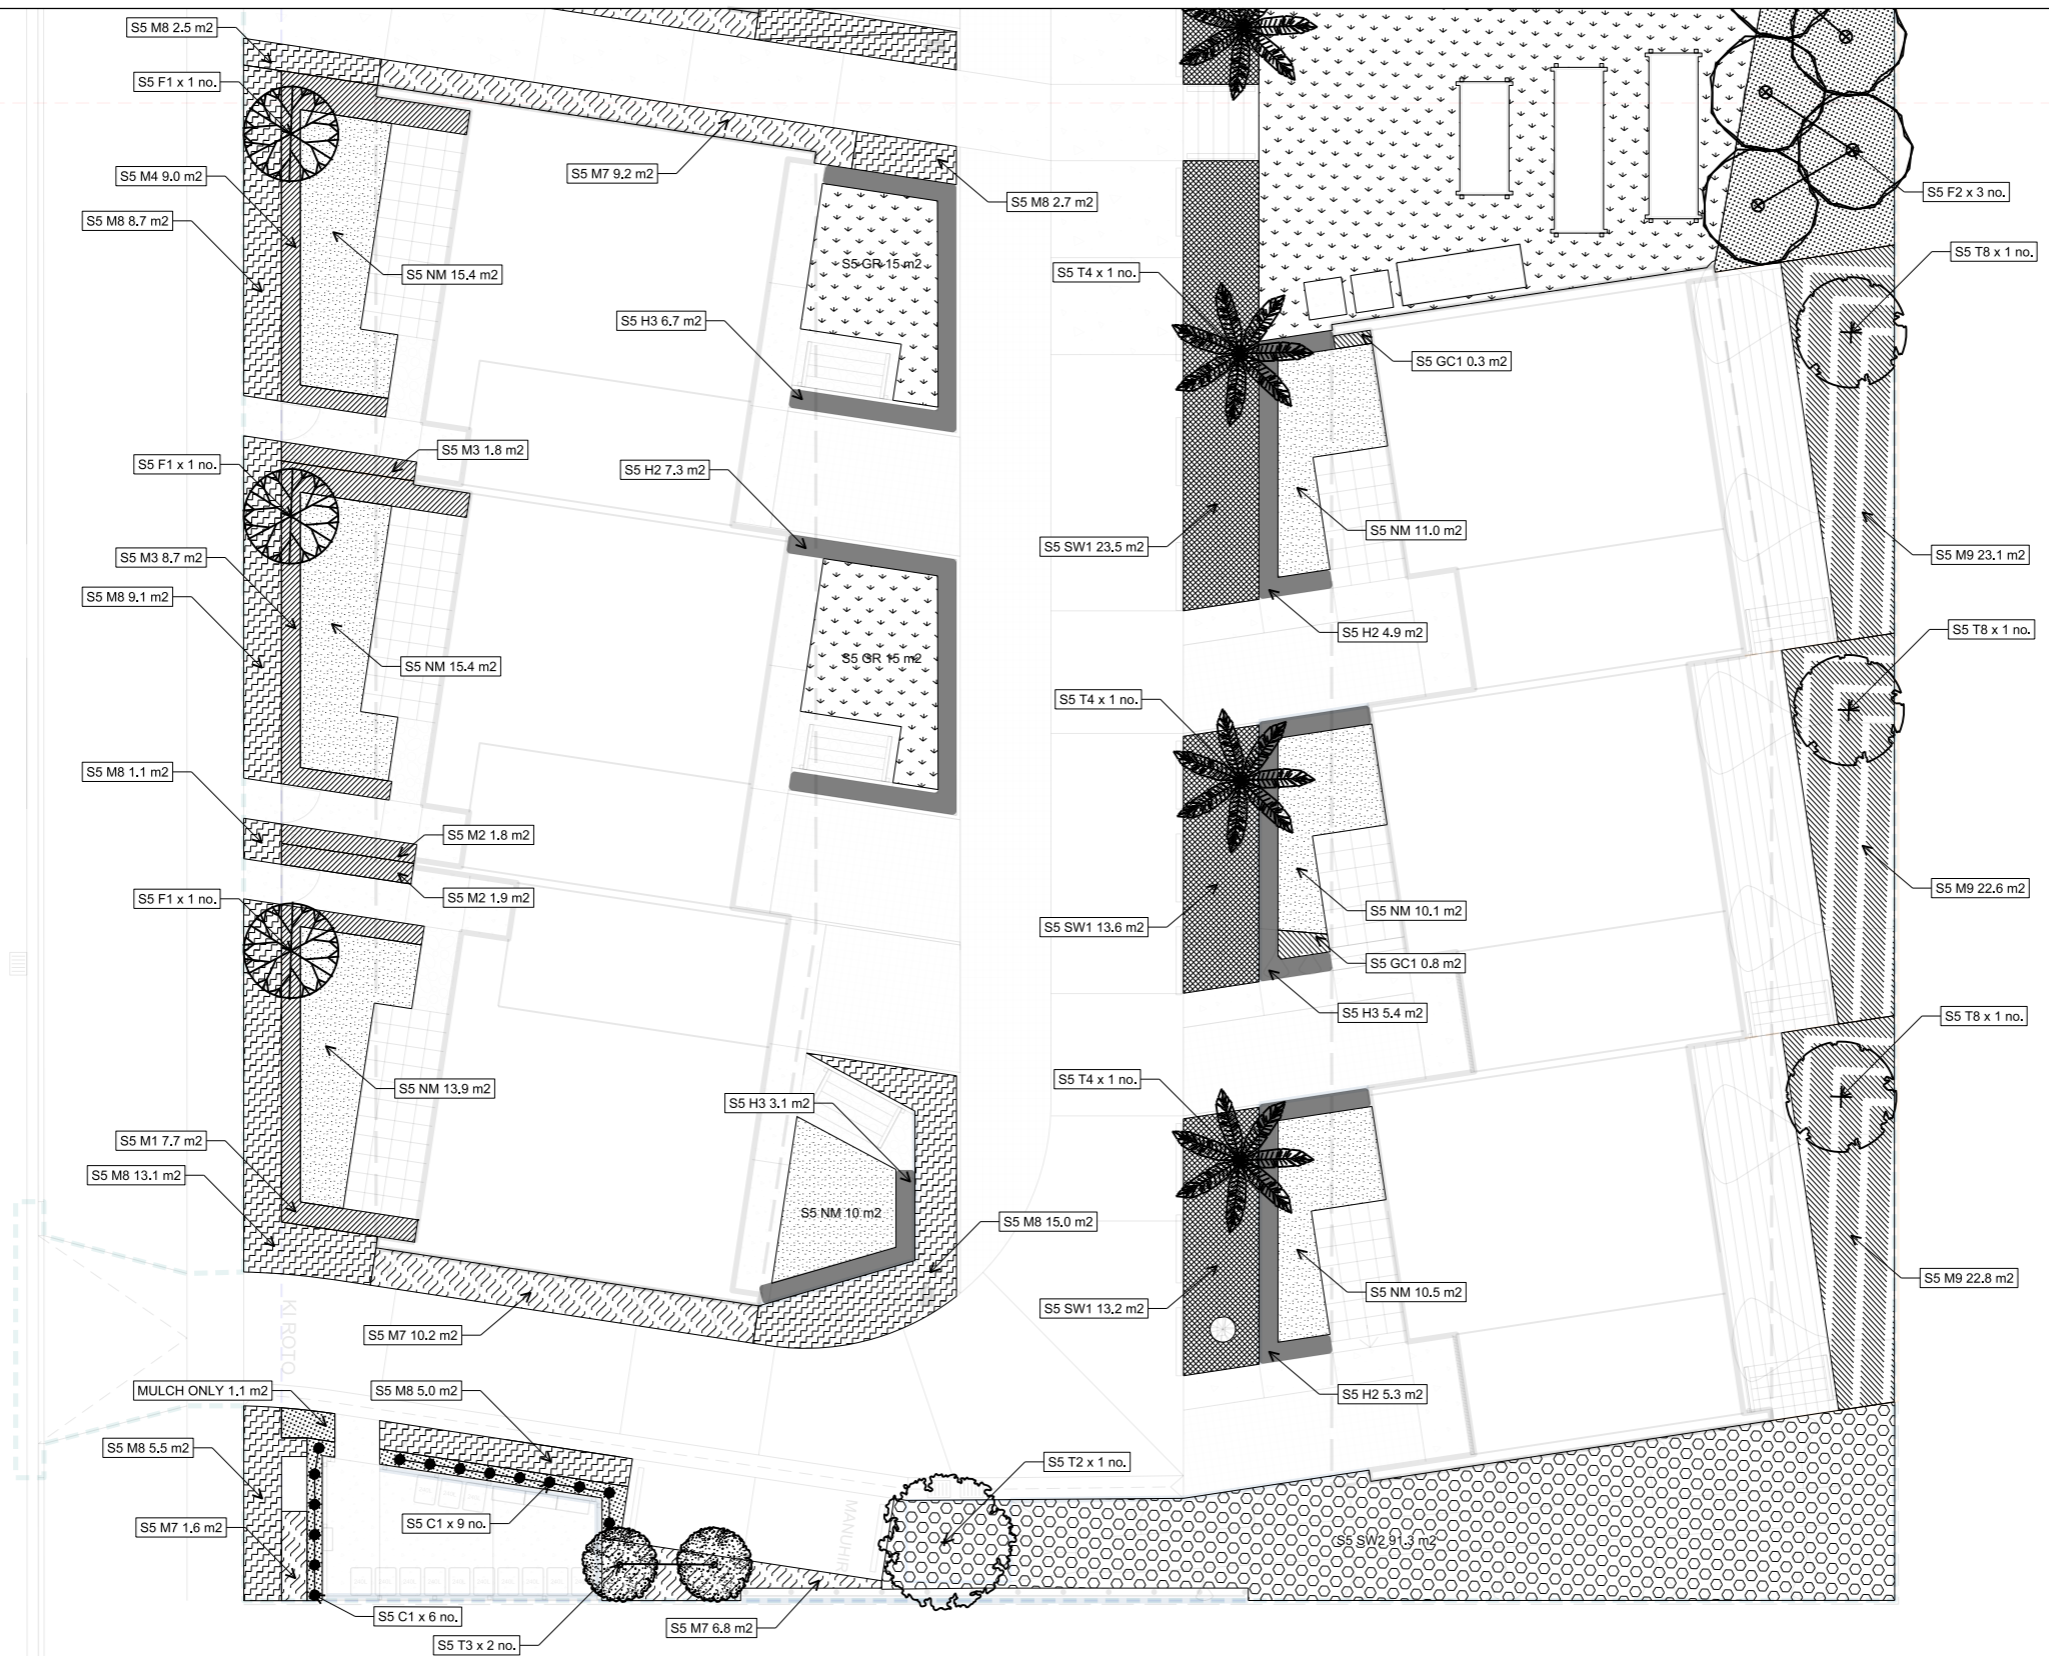 S5 M8 2.5 m2
S5 F1 x 1 no.
S5 M4 9.0 m2
S5 M8 8.7 m2
S5 NM 15.4 m2
S5 M7 9.2 m2
S5 M8 2.7 m2
S5 GR 15 m2
S5 H3 6.7 m2
S5 F2 x 3 no.
S5 T8 x 1 no.
S5 T4 x 1 no.
S5 GC1 0.3 m2
S5 M3 1.8 m2
S5 F1 x 1 no.
S5 H2 7.3 m2
S5 M3 8.7 m2
S5 M8 9.1 m2
S5 NM 15.4 m2
S5 GR 15 m2
S5 SW1 23.5 m2
S5 NM 11.0 m2
S5 M9 23.1 m2
S5 H2 4.9 m2
S5 T8 x 1 no.
S5 T4 x 1 no.
S5 M8 1.1 m2
S5 M2 1.8 m2
S5 M2 1.9 m2
S5 F1 x 1 no.
S5 M9 22.6 m2
S5 NM 10.1 m2
S5 SW1 13.6 m2
S5 GC1 0.8 m2
S5 H3 5.4 m2
S5 T8 x 1 no.
S5 NM 13.9 m2
S5 H3 3.1 m2
S5 T4 x 1 no.
S5 M1 7.7 m2
S5 M8 13.1 m2
S5 NM 10 m2
S5 M8 15.0 m2
S5 SW1 13.2 m2
S5 NM 10.5 m2
S5 M9 22.8 m2
S5 M7 10.2 m2
KI ROTO
S5 H2 5.3 m2
MULCH ONLY 1.1 m2
S5 M8 5.0 m2
S5 M8 5.5 m2
S5 T2 x 1 no.
S5 M7 1.6 m2
S5 C1 x 9 no.
MANUHIRI
S5 SW2 91.3 m2
S5 C1 x 6 no.
S5 T3 x 2 no.
S5 M7 6.8 m2